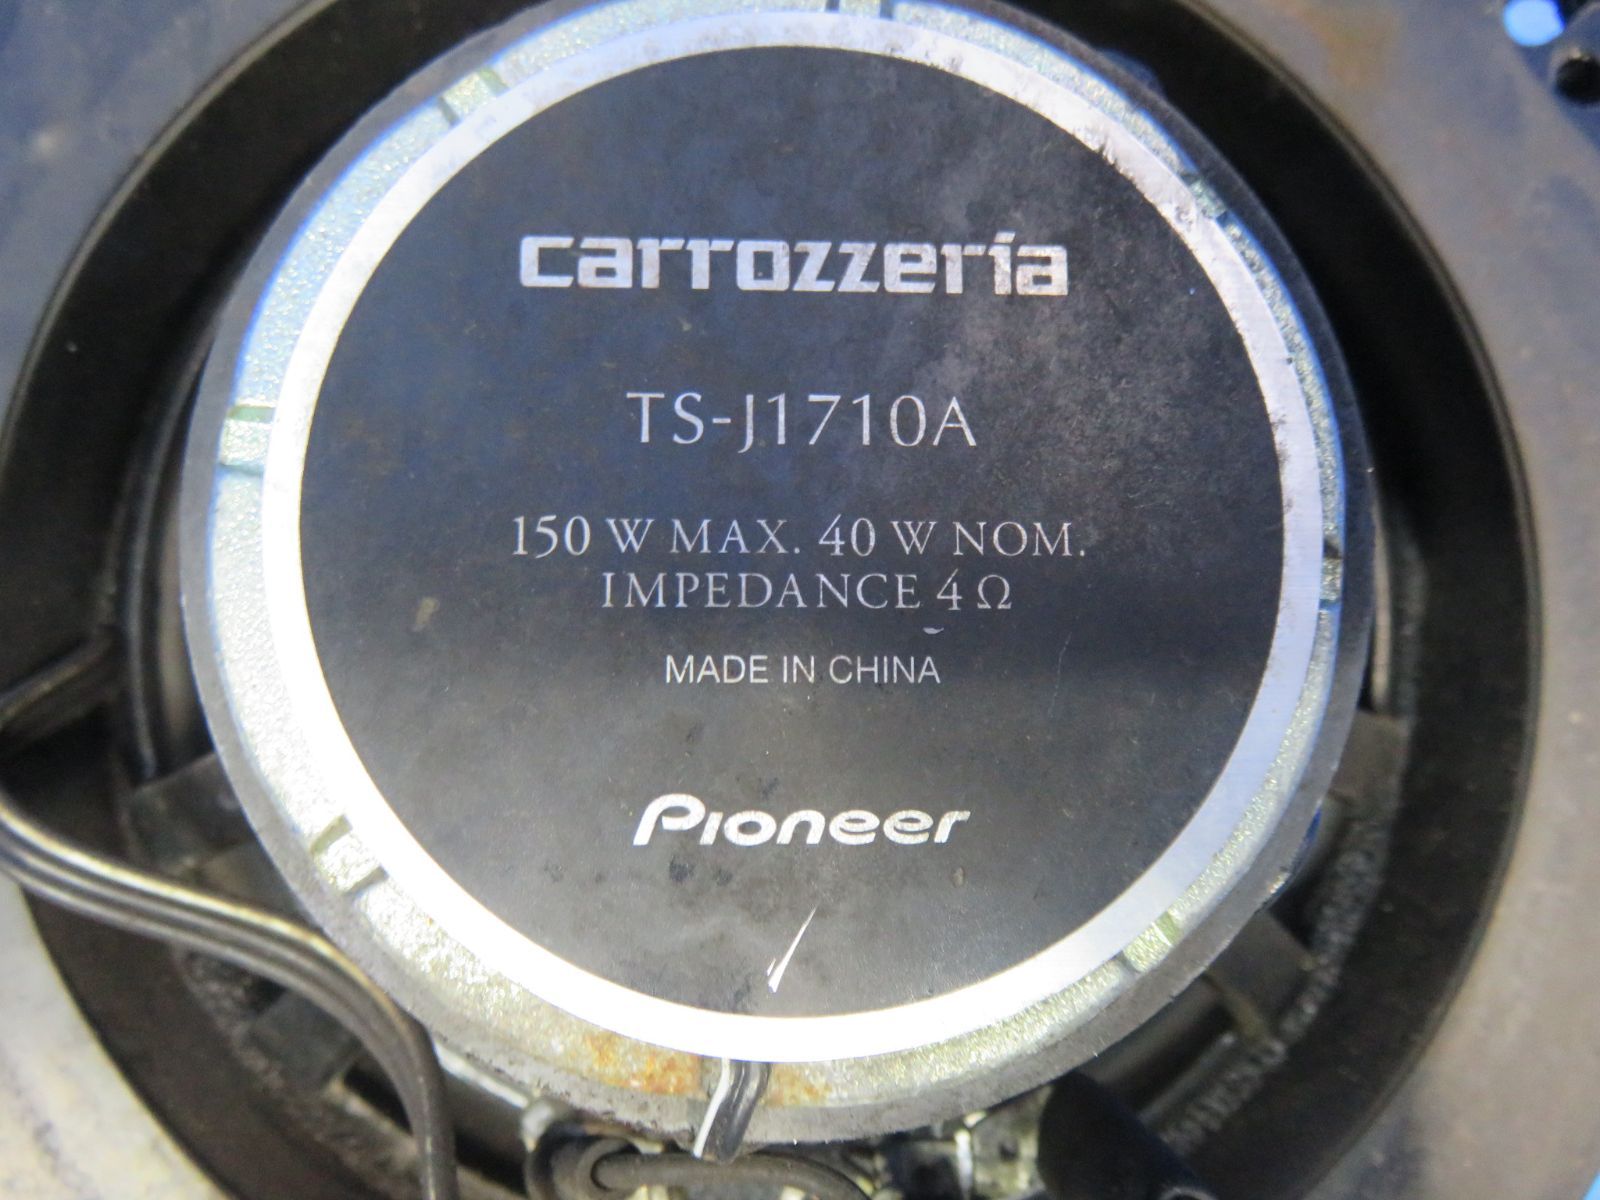 carrozzeria
TS-J1710A
150 W MAX. 40 W NOM.
IMPEDANCE 4 Ω
MADE IN CHINA
Pioneer